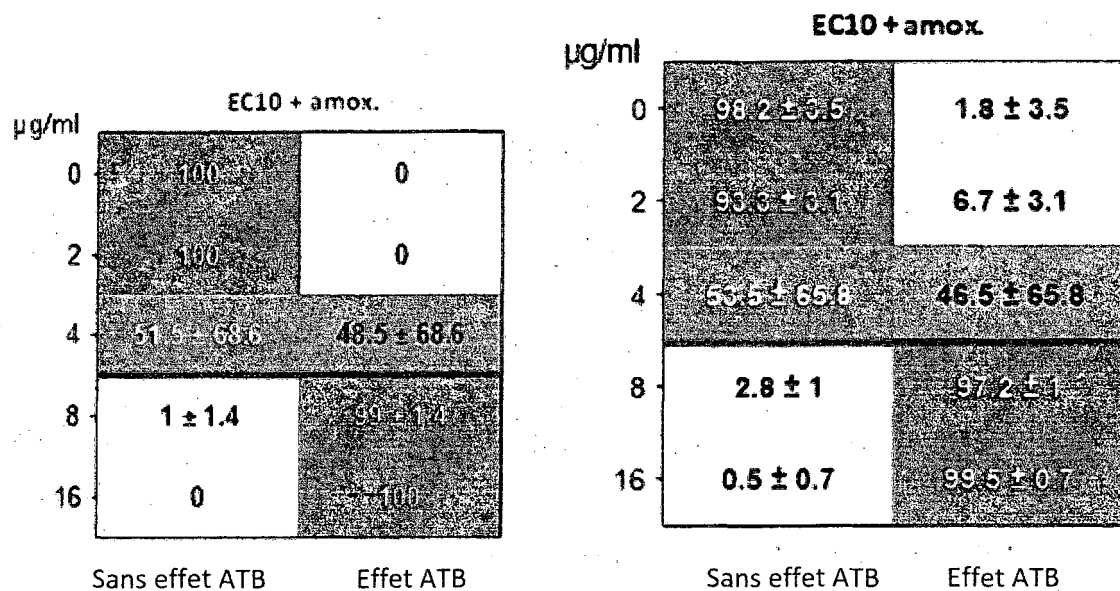 EC10 + amox.
µg/ml
0 100 0
2 100 0
4 51.5 ± 68.6 48.5 ± 68.6
8 1 ± 1.4 99 ± 1.4
16 0 100
Sans effet ATB Effet ATB
EC10 + amox.
µg/ml
0 98.2 ± 3.5 1.8 ± 3.5
2 93.3 ± 3.1 6.7 ± 3.1
4 53.5 ± 65.8 46.5 ± 65.8
8 2.8 ± 1 97.2 ± 1
16 0.5 ± 0.7 99.5 ± 0.7
Sans effet ATB Effet ATB